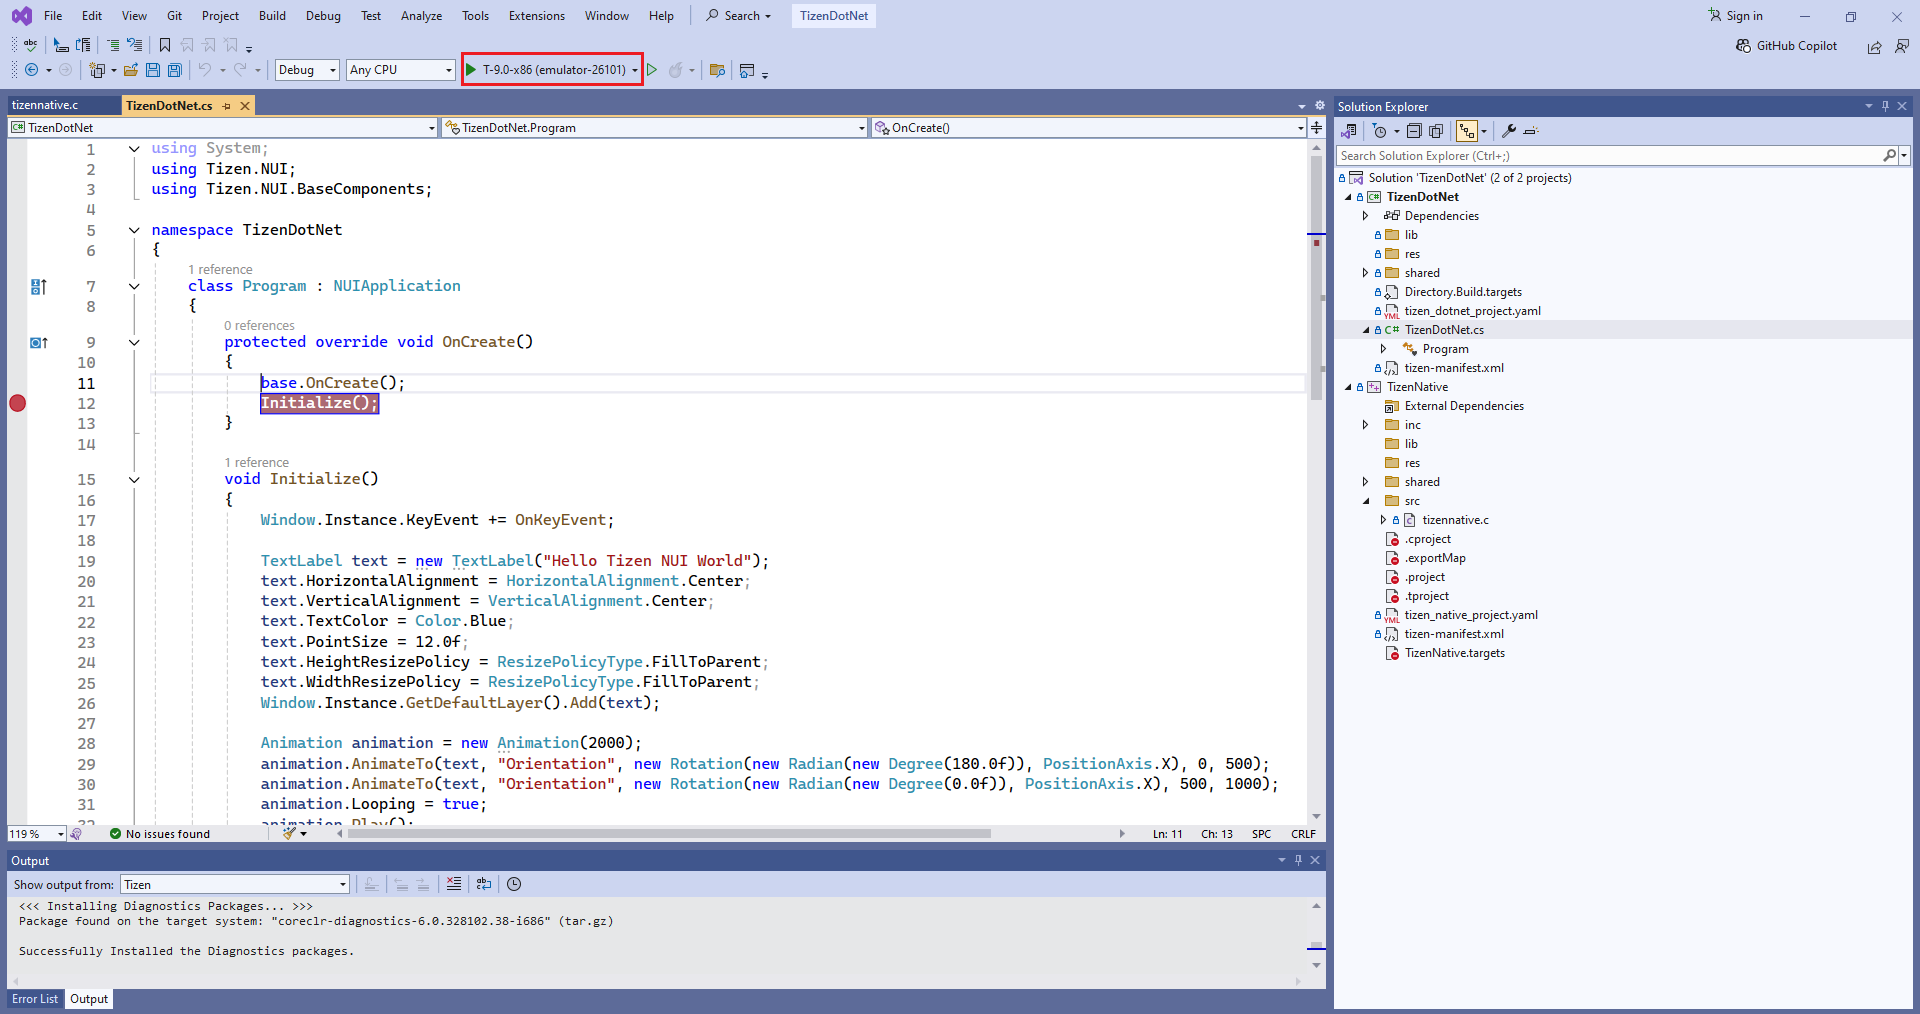 File Edit View Git Project Build Debug Test Analyze Tools Extensions Window Help Search TizenDotNet Sign in
abc
GitHub Copilot
Debug Any CPU T-9.0-x86 (emulator-26101)
tizennative.c TizenDotNet.cs
TizenDotNet TizenDotNet.Program OnCreate()
1 using System;
2 using Tizen.NUI;
3 using Tizen.NUI.BaseComponents;
4
5 namespace TizenDotNet
6 {
1 reference
7 class Program : NUIApplication
8 {
0 references
9 protected override void OnCreate()
10 {
11 base.OnCreate();
12 Initialize();
13 }
14
1 reference
15 void Initialize()
16 {
17 Window.Instance.KeyEvent += OnKeyEvent;
18
19 TextLabel text = new TextLabel("Hello Tizen NUI World");
20 text.HorizontalAlignment = HorizontalAlignment.Center;
21 text.VerticalAlignment = VerticalAlignment.Center;
22 text.TextColor = Color.Blue;
23 text.PointSize = 12.0f;
24 text.HeightResizePolicy = ResizePolicyType.FillToParent;
25 text.WidthResizePolicy = ResizePolicyType.FillToParent;
26 Window.Instance.GetDefaultLayer().Add(text);
27
28 Animation animation = new Animation(2000);
29 animation.AnimateTo(text, "Orientation", new Rotation(new Radian(new Degree(180.0f)), PositionAxis.X), 0, 500);
30 animation.AnimateTo(text, "Orientation", new Rotation(new Radian(new Degree(0.0f)), PositionAxis.X), 500, 1000);
31 animation.Looping = true;
32 animation.Play();
119 % No issues found Ln: 11 Ch: 13 SPC CRLF
Output
Show output from: Tizen
<<< Installing Diagnostics Packages... >>>
Package found on the target system: "coreclr-diagnostics-6.0.328102.38-i686" (tar.gz)
Successfully Installed the Diagnostics packages.
Error List Output
Solution Explorer
Search Solution Explorer (Ctrl+;)
Solution 'TizenDotNet' (2 of 2 projects)
C# TizenDotNet
Dependencies
lib
res
shared
Directory.Build.targets
YML tizen_dotnet_project.yaml
C# TizenDotNet.cs
Program
tizen-manifest.xml
TizenNative
External Dependencies
inc
lib
res
shared
src
tizennative.c
.cproject
.exportMap
.project
.tproject
YML tizen_native_project.yaml
tizen-manifest.xml
TizenNative.targets